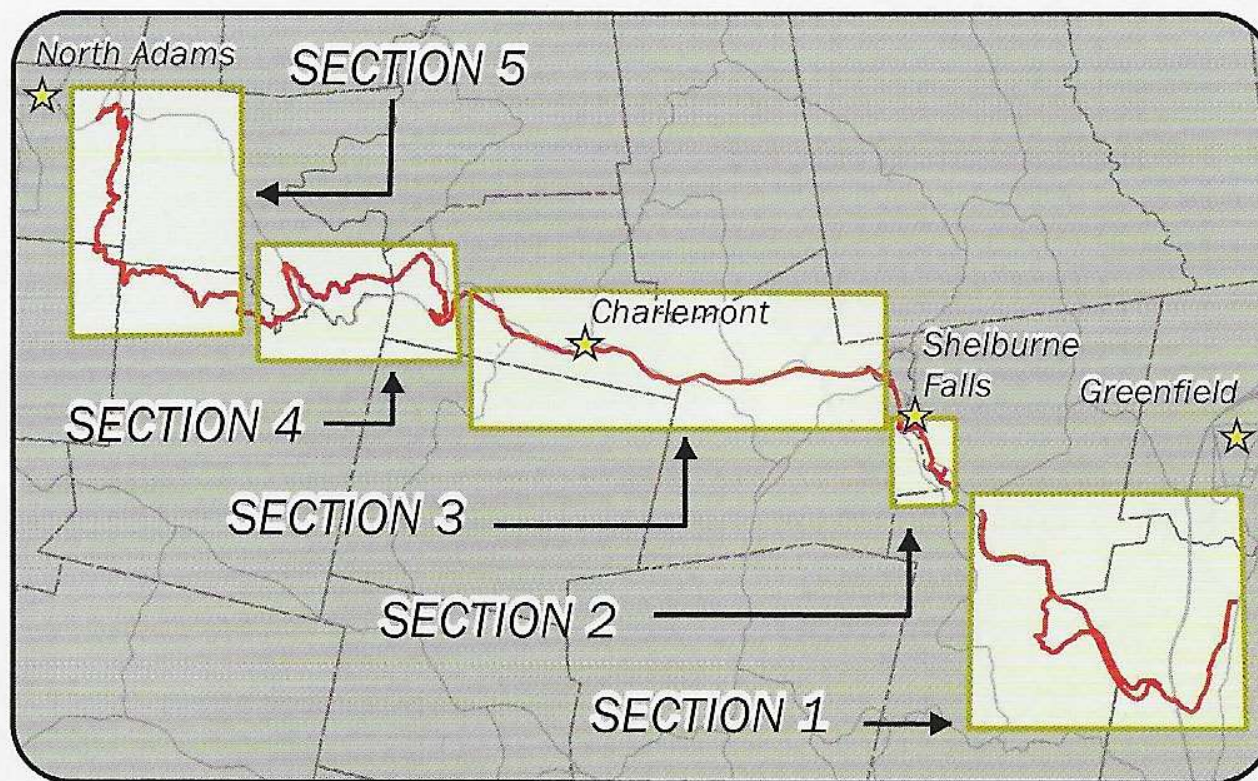 North Adams
SECTION 5
Charlemont
Shelburne
Falls
Greenfield
SECTION 4
SECTION 3
SECTION 2
SECTION 1